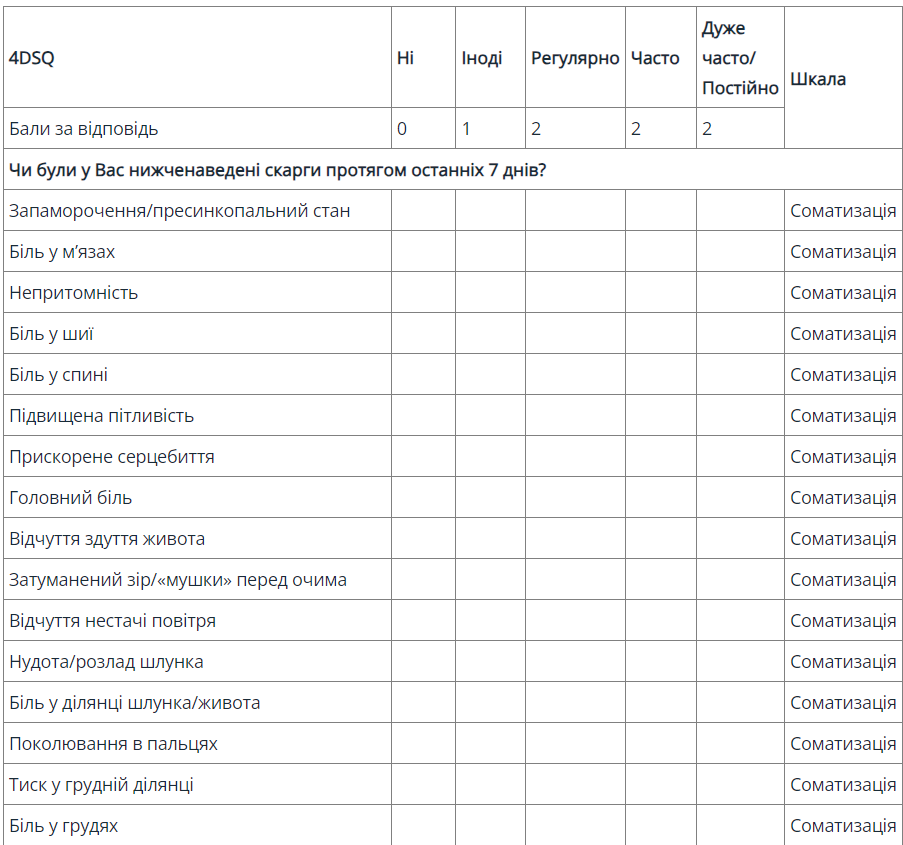 4DSQ Ні Іноді Регулярно Часто Дуже часто/ Постійно Шкала
Бали за відповідь 0 1 2 2 2
Чи були у Вас нижченаведені скарги протягом останніх 7 днів?
Запаморочення/пресинкопальний стан Соматизація
Біль у м’язах Соматизація
Непритомність Соматизація
Біль у шиї Соматизація
Біль у спині Соматизація
Підвищена пітливість Соматизація
Прискорене серцебиття Соматизація
Головний біль Соматизація
Відчуття здуття живота Соматизація
Затуманений зір/«мушки» перед очима Соматизація
Відчуття нестачі повітря Соматизація
Нудота/розлад шлунка Соматизація
Біль у ділянці шлунка/живота Соматизація
Поколювання в пальцях Соматизація
Тиск у грудній ділянці Соматизація
Біль у грудях Соматизація